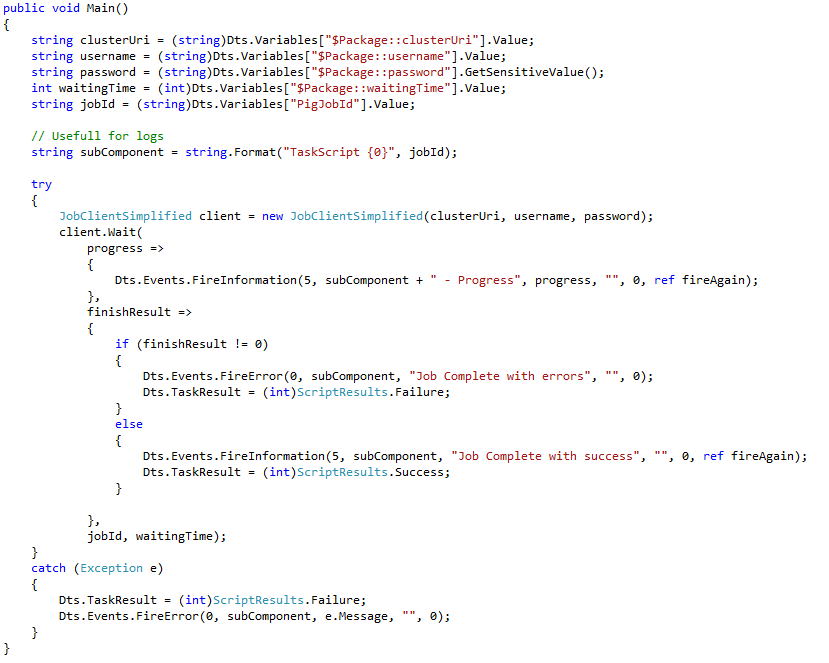 public void Main()
{
    string clusterUri = (string)Dts.Variables["$Package::clusterUri"].Value;
    string username = (string)Dts.Variables["$Package::username"].Value;
    string password = (string)Dts.Variables["$Package::password"].GetSensitiveValue();
    int waitingTime = (int)Dts.Variables["$Package::waitingTime"].Value;
    string jobId = (string)Dts.Variables["PigJobId"].Value;

    // Usefull for logs
    string subComponent = string.Format("TaskScript {0}", jobId);

    try
    {
        JobClientSimplified client = new JobClientSimplified(clusterUri, username, password);
        client.Wait(
            progress =>
            {
                Dts.Events.FireInformation(5, subComponent + " - Progress", progress, "", 0, ref fireAgain);
            },
            finishResult =>
            {
                if (finishResult != 0)
                {
                    Dts.Events.FireError(0, subComponent, "Job Complete with errors", "", 0);
                    Dts.TaskResult = (int)ScriptResults.Failure;
                }
                else
                {
                    Dts.Events.FireInformation(5, subComponent, "Job Complete with success", "", 0, ref fireAgain);
                    Dts.TaskResult = (int)ScriptResults.Success;
                }

            },
            jobId, waitingTime);
    }
    catch (Exception e)
    {
        Dts.TaskResult = (int)ScriptResults.Failure;
        Dts.Events.FireError(0, subComponent, e.Message, "", 0);
    }
}